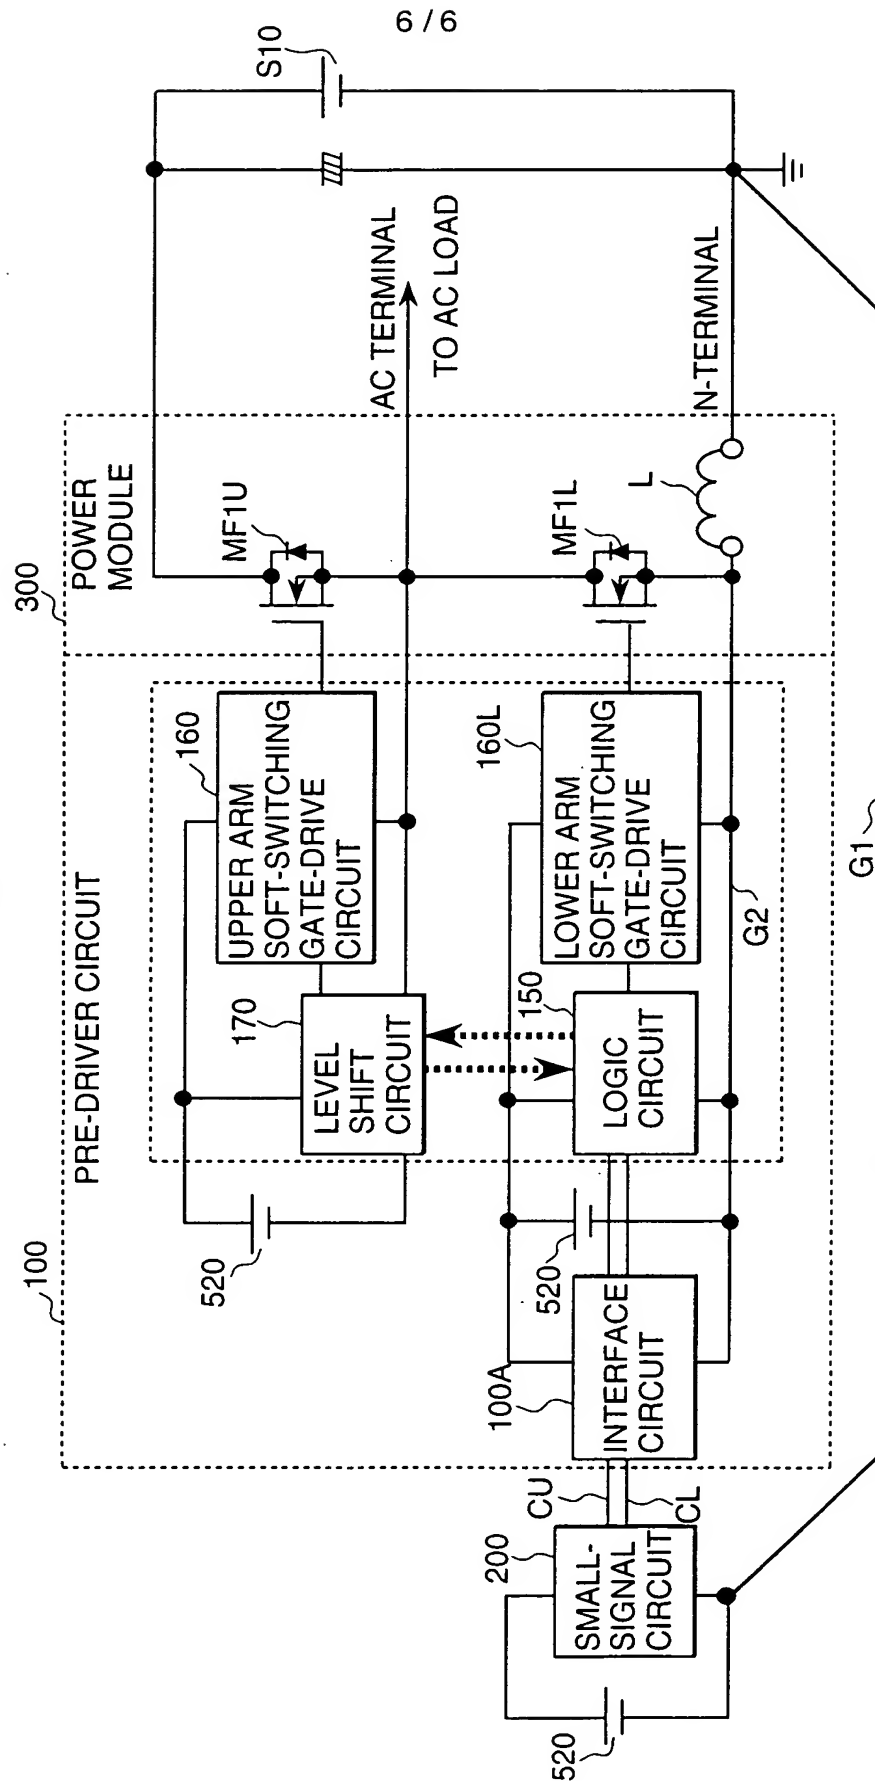 9 / 9
300
100
PRE-DRIVER CIRCUIT
POWER
MODULE
S10
160
MF1U
170
UPPER ARM
SOFT-SWITCHING
GATE-DRIVE
CIRCUIT
520
LEVEL
SHIFT
CIRCUIT
AC TERMINAL
TO AC LOAD
200
CU
CL
100A
520
150
160L
MF1L
520
SMALL-
SIGNAL
CIRCUIT
INTERFACE
CIRCUIT
LOGIC
CIRCUIT
LOWER ARM
SOFT-SWITCHING
GATE-DRIVE
CIRCUIT
L
N-TERMINAL
G2
G1